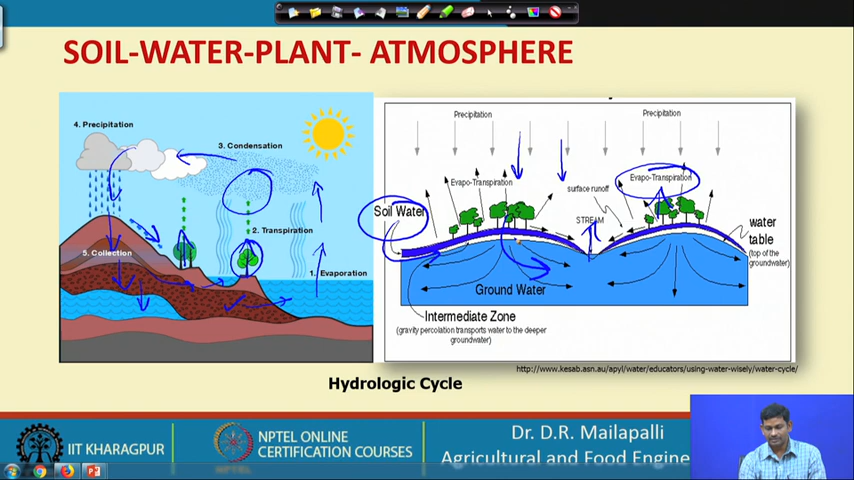 SOIL-WATER-PLANT- ATMOSPHERE
4. Precipitation
3. Condensation
2. Transpiration
5. Collection
1. Evaporation
Precipitation
Precipitation
Evapo-Transpiration
Evapo-Transpiration
surface runoff
Soil Water
STREAM
water
table
(top of the
groundwater)
Ground Water
Intermediate Zone
(gravity percolation transports water to the deeper
groundwater)
http://www.kesab.asn.au/apyl/water/educators/using-water-wisely/water-cycle/
Hydrologic Cycle
IIT KHARAGPUR
NPTEL ONLINE
CERTIFICATION COURSES
Dr. D.R. Mailapalli
Agricultural and Food Engine